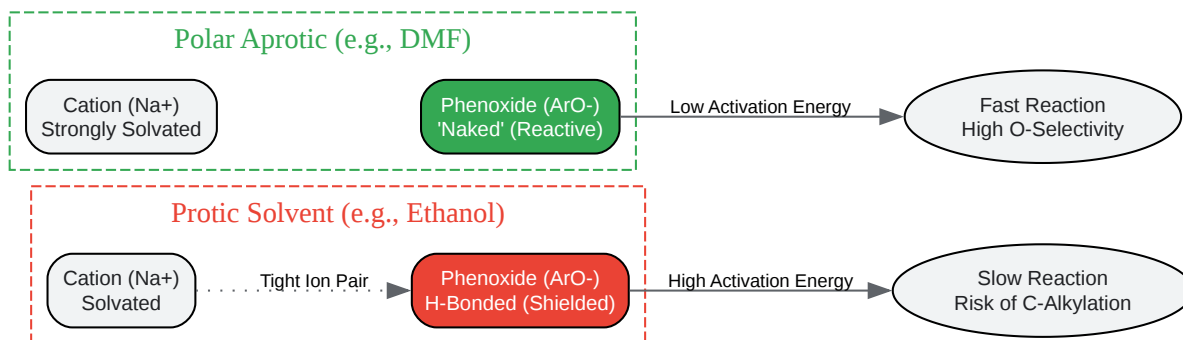 Polar Aprotic (e.g., DMF)
Cation (Na+)
Strongly Solvated
Phenoxide (ArO-)
'Naked' (Reactive)
Low Activation Energy
Fast Reaction
High O-Selectivity
Protic Solvent (e.g., Ethanol)
Cation (Na+)
Solvated
Tight Ion Pair
Phenoxide (ArO-)
H-Bonded (Shielded)
High Activation Energy
Slow Reaction
Risk of C-Alkylation